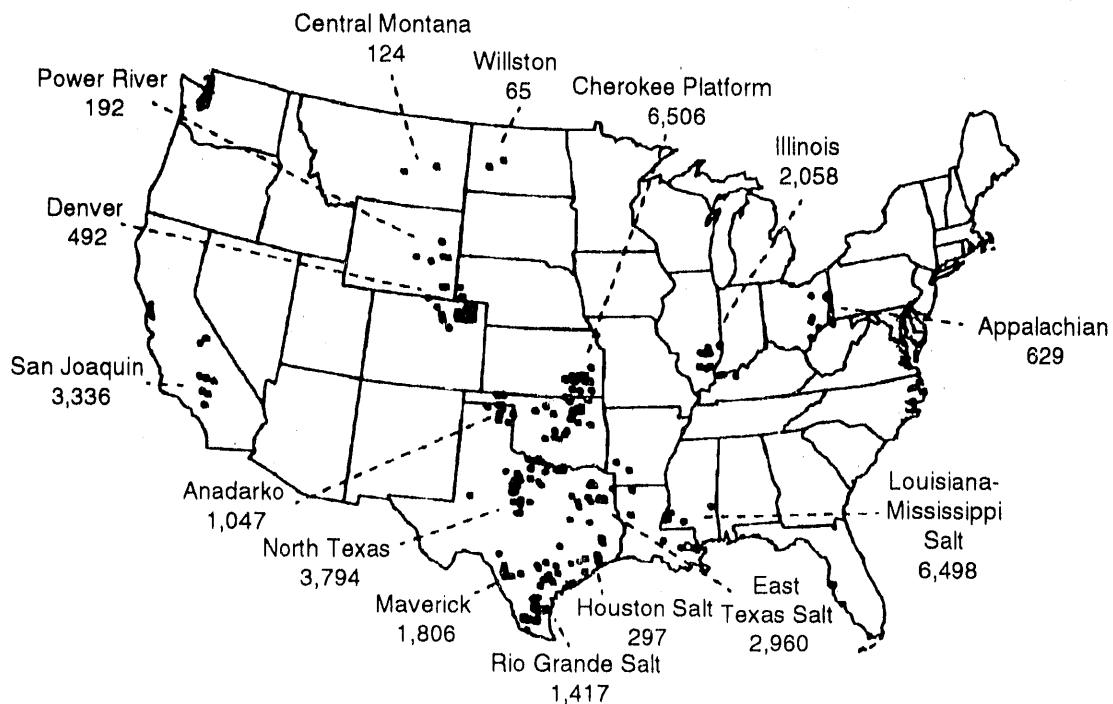 Central Montana
124
Willston
65
Power River
192
Cherokee Platform
6,506
Illinois
2,058
Denver
492
Appalachian
629
San Joaquin
3,336
Anadarko
1,047
Louisiana-
Mississippi
Salt
6,498
North Texas
3,794
Maverick
1,806
Houston Salt
297
East
Texas Salt
2,960
Rio Grande Salt
1,417